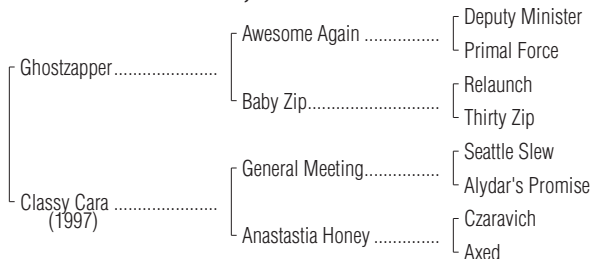 Deputy Minister
Awesome Again ................
Primal Force
Ghostzapper......................
Relaunch
Baby Zip............................
Thirty Zip
Seattle Slew
General Meeting................
Alydar's Promise
Classy Cara ......................
(1997)
Czaravich
Anastastia Honey ..............
Axed